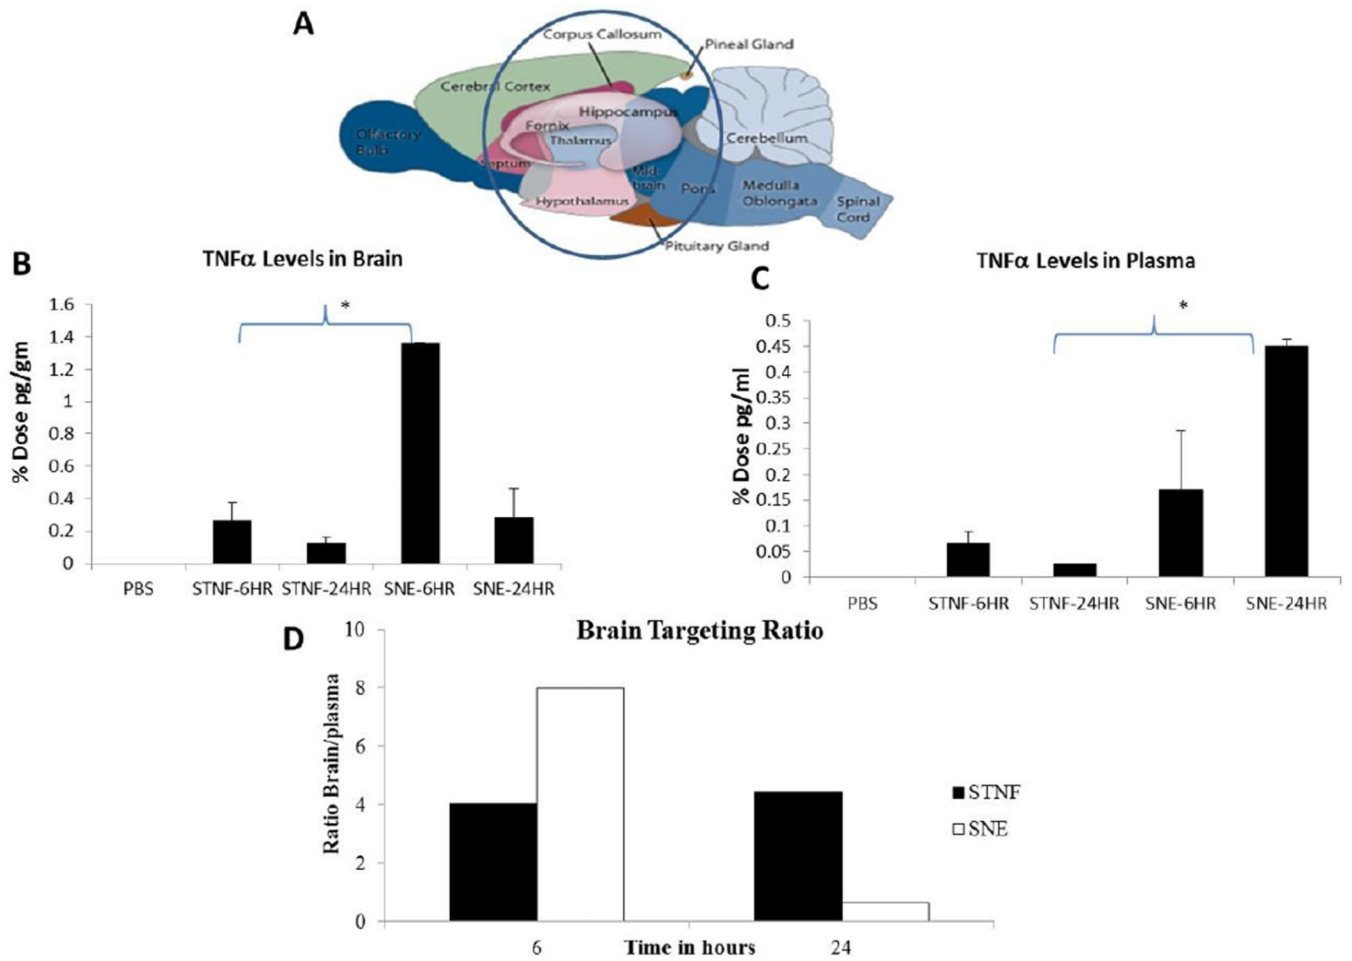 A
Corpus Callosum
Pineal Gland
Cerebral Cortex
Hippocampus
Fornix
Thalamus
Olfactory
Bulb
Cerebellum
Septum
Mid-
brain
Pons
Medulla
Oblongata
Spinal
Cord
Hypothalamus
Pituitary Gland
B
TNFα Levels in Brain
*
% Dose pg/gm
1.6
1.4
1.2
1
0.8
0.6
0.4
0.2
0
PBS STNF-6HR STNF-24HR SNE-6HR SNE-24HR
C
TNFα Levels in Plasma
*
% Dose pg/ml
0.5
0.45
0.4
0.35
0.3
0.25
0.2
0.15
0.1
0.05
0
PBS STNF-6HR STNF-24HR SNE-6HR SNE-24HR
D
Brain Targeting Ratio
Ratio Brain/plasma
10
8
6
4
2
0
STNF
SNE
6 Time in hours 24